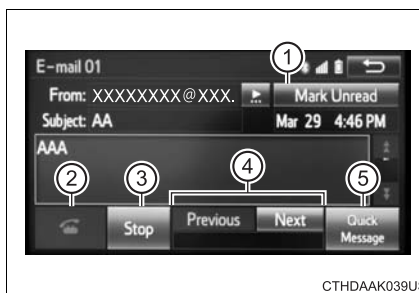 E-mail 01
1
From: XXXXXXXX@XXX.
Mark Unread
Subject: AA
Mar 29 4:46 PM
AAA
2
3
4
5
Stop
Previous
Next
Quick
Message
CTHDAAK039U